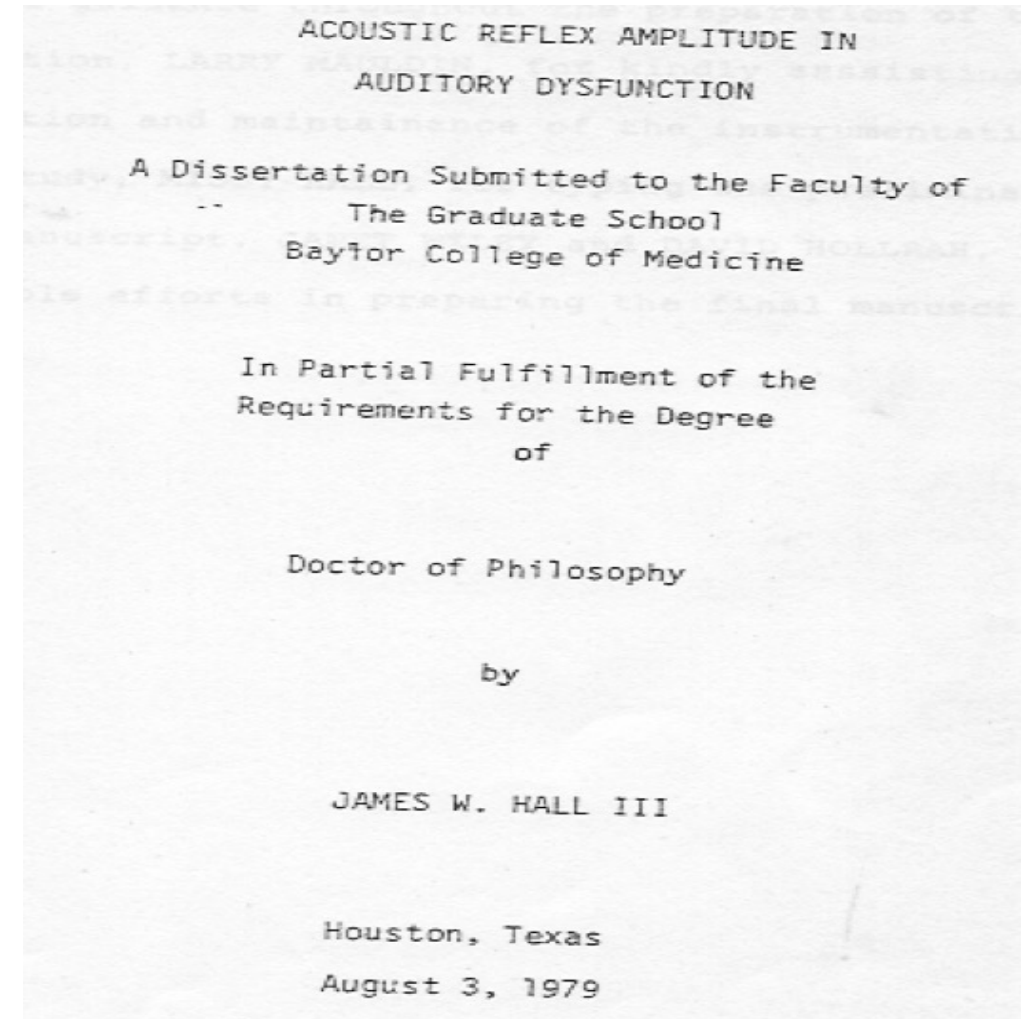 ACOUSTIC REFLEX AMPLITUDE IN
AUDITORY DYSFUNCTION
A Dissertation Submitted to the Faculty of
The Graduate School
Baylor College of Medicine
In Partial Fulfillment of the
Requirements for the Degree
of
Doctor of Philosophy
by
JAMES W. HALL III
Houston, Texas
August 3, 1979